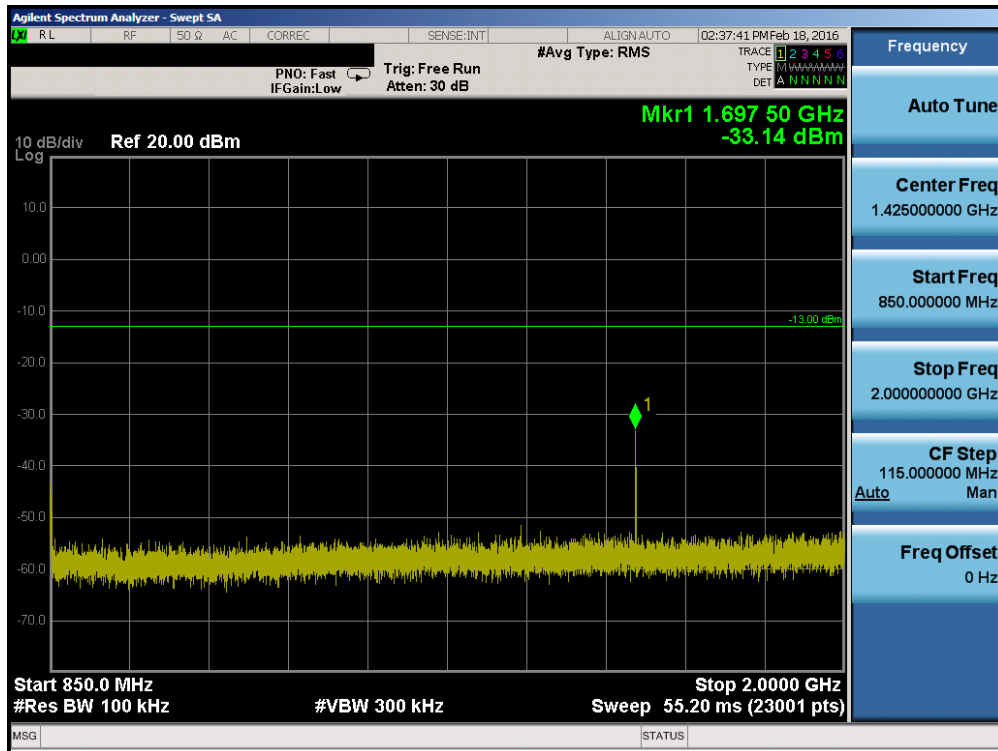 Agilent Spectrum Analyzer - Swept SA
LXI RL RF 50 Ω AC CORREC SENSE:INT ALIGN AUTO 02:37:41 PM Feb 18, 2016
PNO: Fast
IFGain:Low
Trig: Free Run
Atten: 30 dB
#Avg Type: RMS
TRACE 1 2 3 4 5 6
TYPE M WWWWW
DET A N N N N N
Mkr1 1.697 50 GHz
-33.14 dBm
10 dB/div Ref 20.00 dBm
Log
10.0
0.00
-10.0
-13.00 dBm
-20.0
-30.0
1
-40.0
-50.0
-60.0
-70.0
Start 850.0 MHz Stop 2.0000 GHz
#Res BW 100 kHz #VBW 300 kHz Sweep 55.20 ms (23001 pts)
MSG STATUS
Frequency
Auto Tune
Center Freq
1.425000000 GHz
Start Freq
850.000000 MHz
Stop Freq
2.000000000 GHz
CF Step
115.000000 MHz
Auto Man
Freq Offset
0 Hz